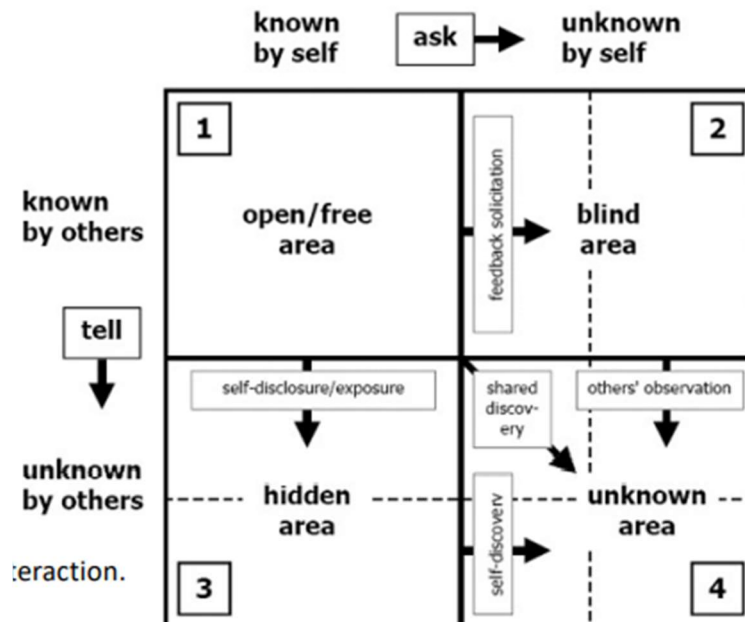 known
by self
ask
unknown
by self
1
2
known
by others
open/free
area
feedback solicitation
blind
area
tell
self-disclosure/exposure
shared
discov-
ery
others' observation
unknown
by others
hidden
area
self-discovery
unknown
area
teraction.
3
4